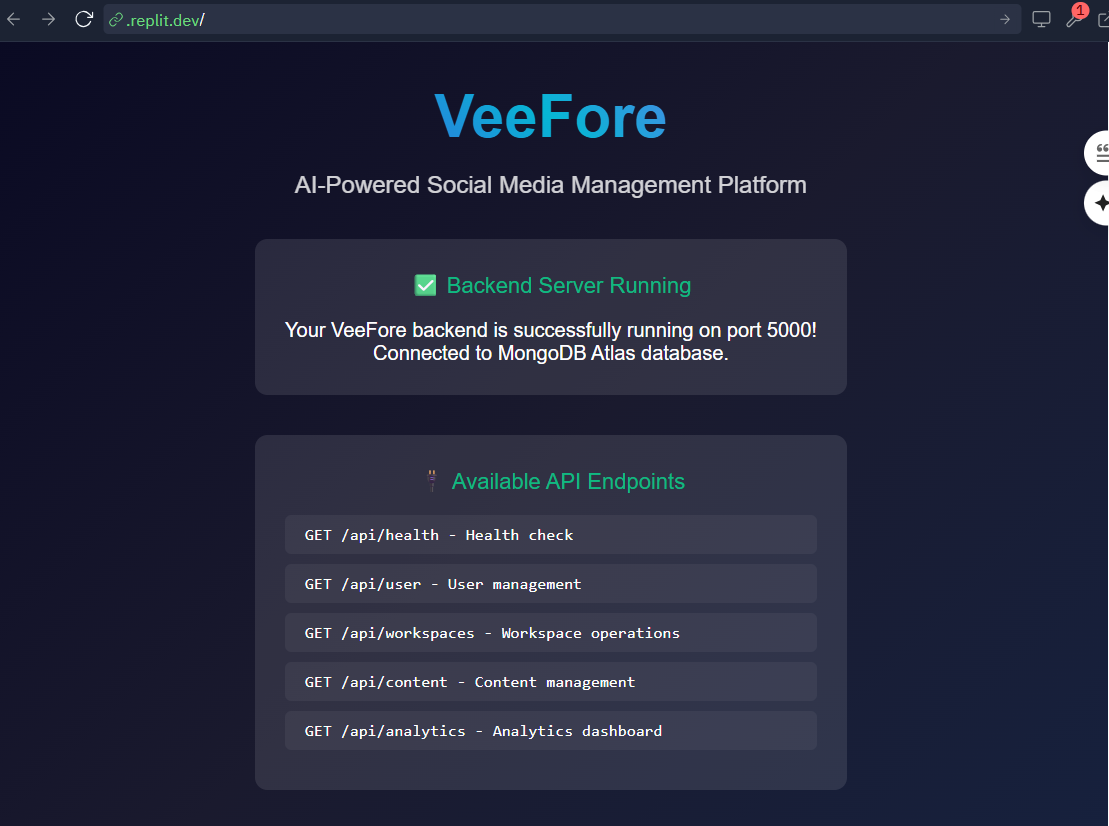 .replit.dev/
1
VeeFore
AI-Powered Social Media Management Platform
✅ Backend Server Running
Your VeeFore backend is successfully running on port 5000!
Connected to MongoDB Atlas database.
🔌 Available API Endpoints
GET /api/health - Health check
GET /api/user - User management
GET /api/workspaces - Workspace operations
GET /api/content - Content management
GET /api/analytics - Analytics dashboard